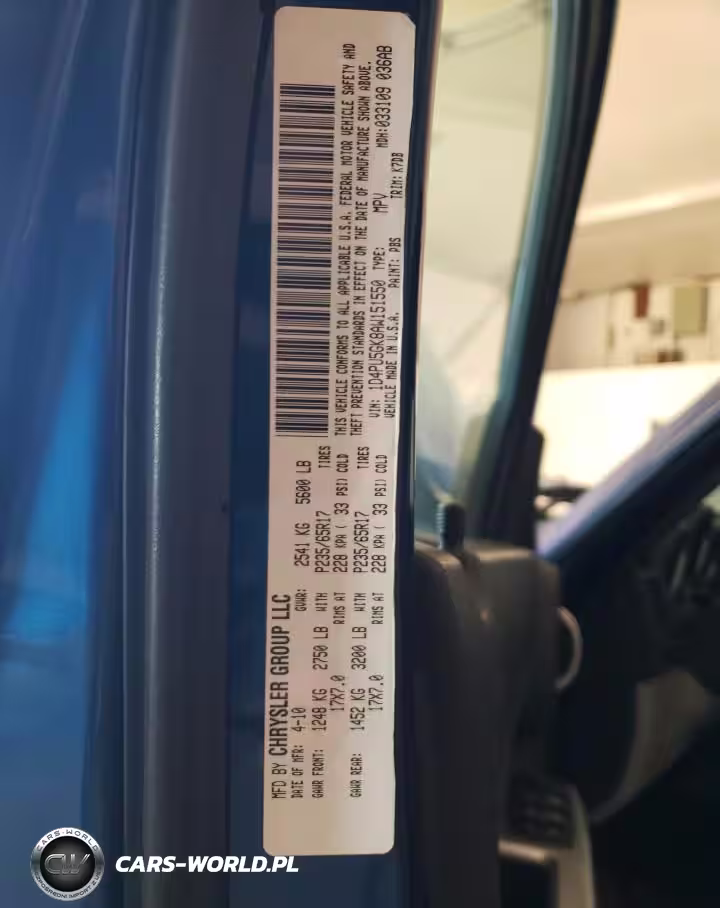 MFD BY CHRYSLER GROUP LLC
DATE OF MFR: 4-10 GVWR: 2541 KG 5600 LB
GAWR FRONT: 1248 KG 2750 LB WITH P235/65R17 TIRES
17X7.0 RIMS AT 228 KPA ( 33 PSI) COLD
GAWR REAR: 1452 KG 3200 LB WITH P235/65R17 TIRES
17X7.0 RIMS AT 228 KPA ( 33 PSI) COLD
THIS VEHICLE CONFORMS TO ALL APPLICABLE U.S.A. FEDERAL MOTOR VEHICLE SAFETY AND
THEFT PREVENTION STANDARDS IN EFFECT ON THE DATE OF MANUFACTURE SHOWN ABOVE.
VIN: 1D4PU5GK8AW151550 TYPE: MPV MDH:033109 036AB
VEHICLE MADE IN U.S.A. PAINT: PBS TRIM: K7DB
CARS-WORLD
CW
CARS-WORLD.PL